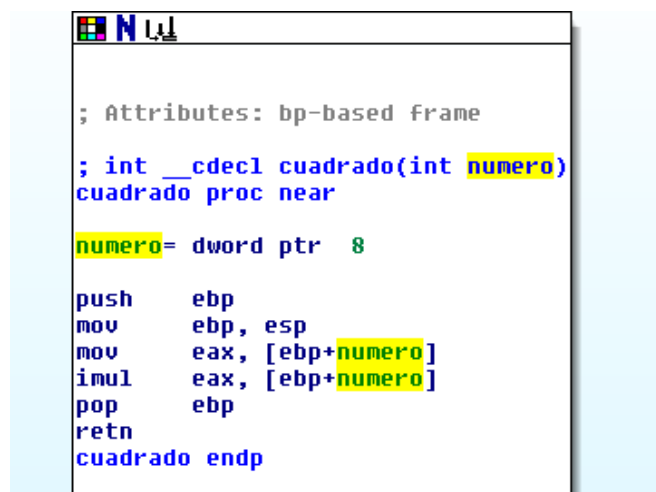 N
; Attributes: bp-based frame
; int __cdecl cuadrado(int numero)
cuadrado proc near
numero= dword ptr  8
push    ebp
mov     ebp, esp
mov     eax, [ebp+numero]
imul    eax, [ebp+numero]
pop     ebp
retn
cuadrado endp